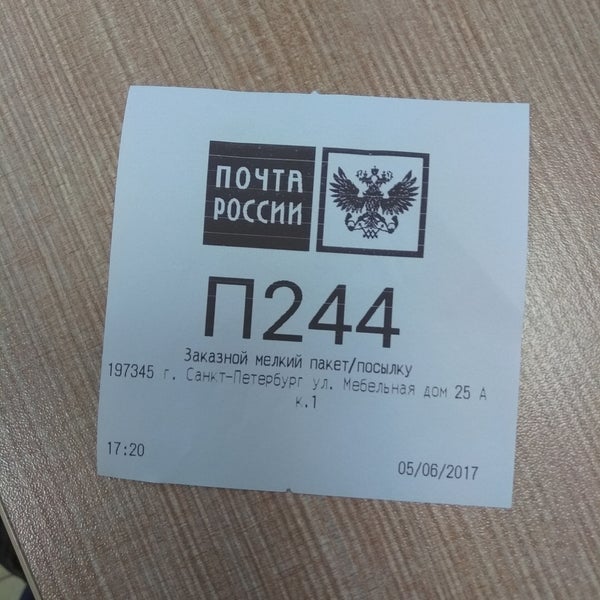 ПОЧТА
РОССИИ
П244
Заказной мелкий пакет/посылку
197345 г. Санкт-Петербург ул. Мебельная дом 25 А
к.1
17:20
05/06/2017